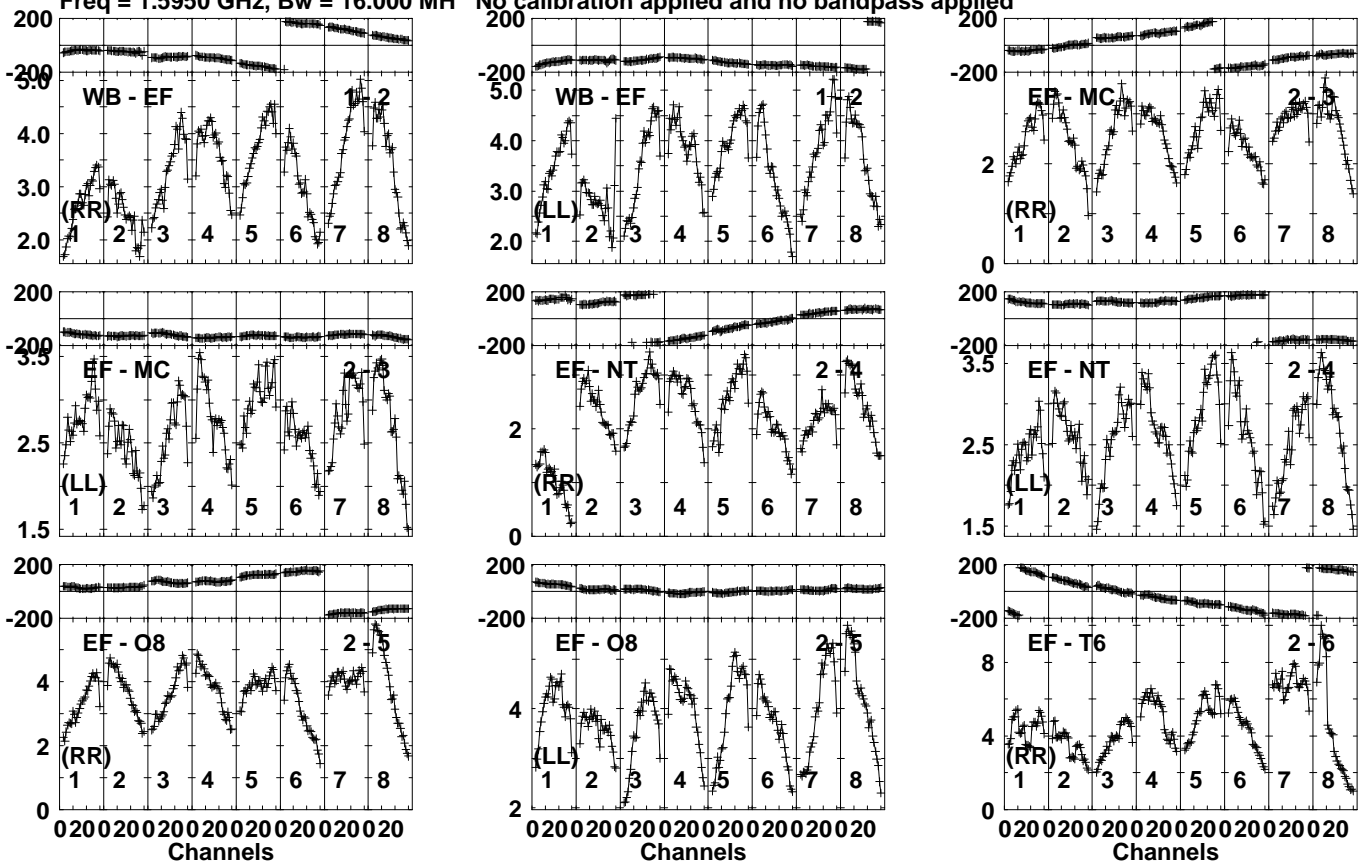 Freq = 1.5950 GHz, Bw = 16.000 MH No calibration applied and no bandpass applied
200
-200
5.0
4.0
3.0
2.0
WB - EF 1 - 2
(RR)
1 2 3 4 5 6 7 8
200
-200
5.0
4.0
3.0
2.0
WB - EF 1 - 2
(LL)
1 2 3 4 5 6 7 8
200
-200
2
0
EF - MC 2 - 3
(RR)
1 2 3 4 5 6 7 8
200
-200
3.5
2.5
1.5
EF - MC 2 - 3
(LL)
1 2 3 4 5 6 7 8
200
-200
2
0
EF - NT 2 - 4
(RR)
1 2 3 4 5 6 7 8
200
-200
3.5
2.5
1.5
EF - NT 2 - 4
(LL)
1 2 3 4 5 6 7 8
200
-200
4
2
0
EF - O8 2 - 5
(RR)
1 2 3 4 5 6 7 8
0 20 0 20 0 20 0 20 0 20 0 20 0 20 0 20
Channels
200
-200
4
2
EF - O8 2 - 5
(LL)
1 2 3 4 5 6 7 8
0 20 0 20 0 20 0 20 0 20 0 20 0 20 0 20
Channels
200
-200
8
4
0
EF - T6 2 - 6
(RR)
1 2 3 4 5 6 7 8
0 20 0 20 0 20 0 20 0 20 0 20 0 20 0 20
Channels